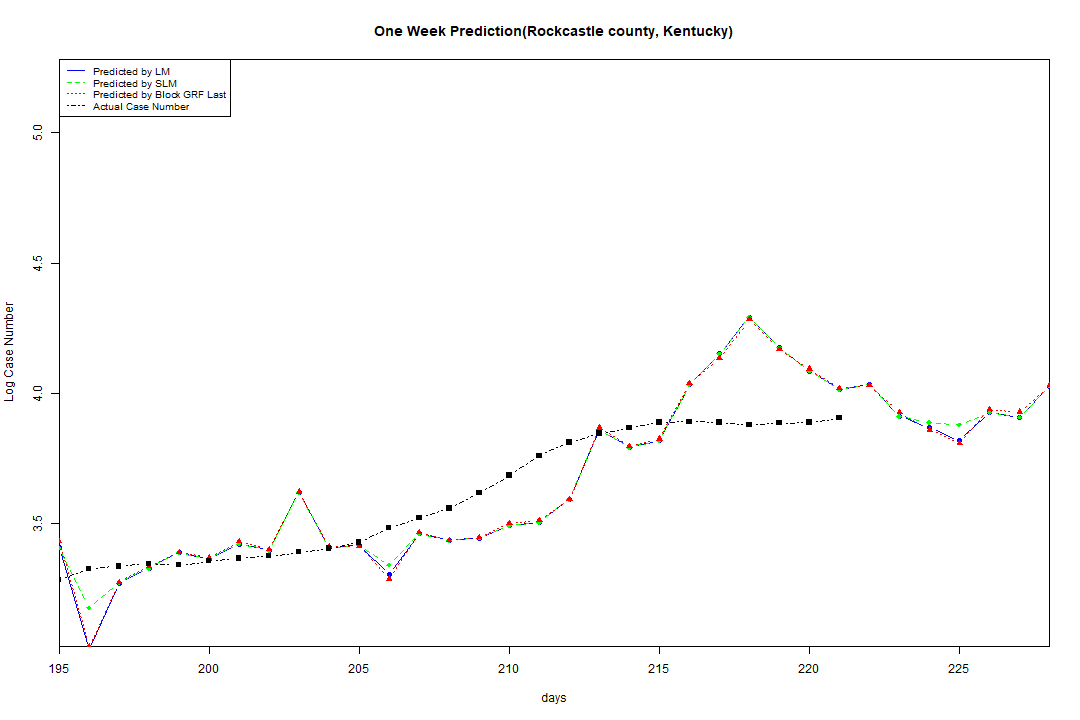 One Week Prediction(Rockcastle county, Kentucky)
Predicted by LM
Predicted by SLM
Predicted by Block GRF Last
Actual Case Number
5.0
4.5
4.0
3.5
Log Case Number
195 200 205 210 215 220 225
days